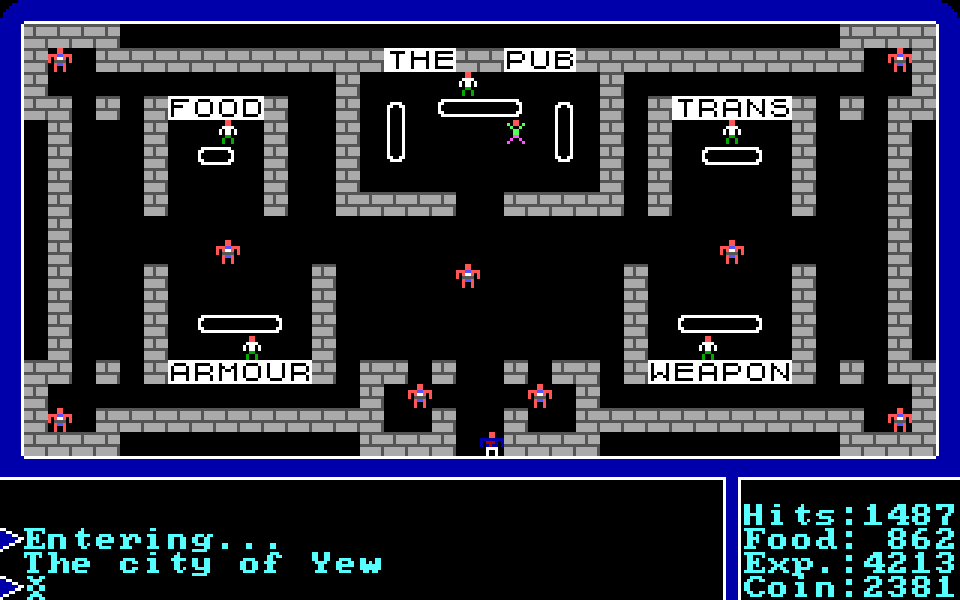 THE PUB
FOOD
TRANS
ARMOUR
WEAPON
Entering...
The city of Yew
Hits:1487
Food: 862
Exp.:4213
Coin:2381